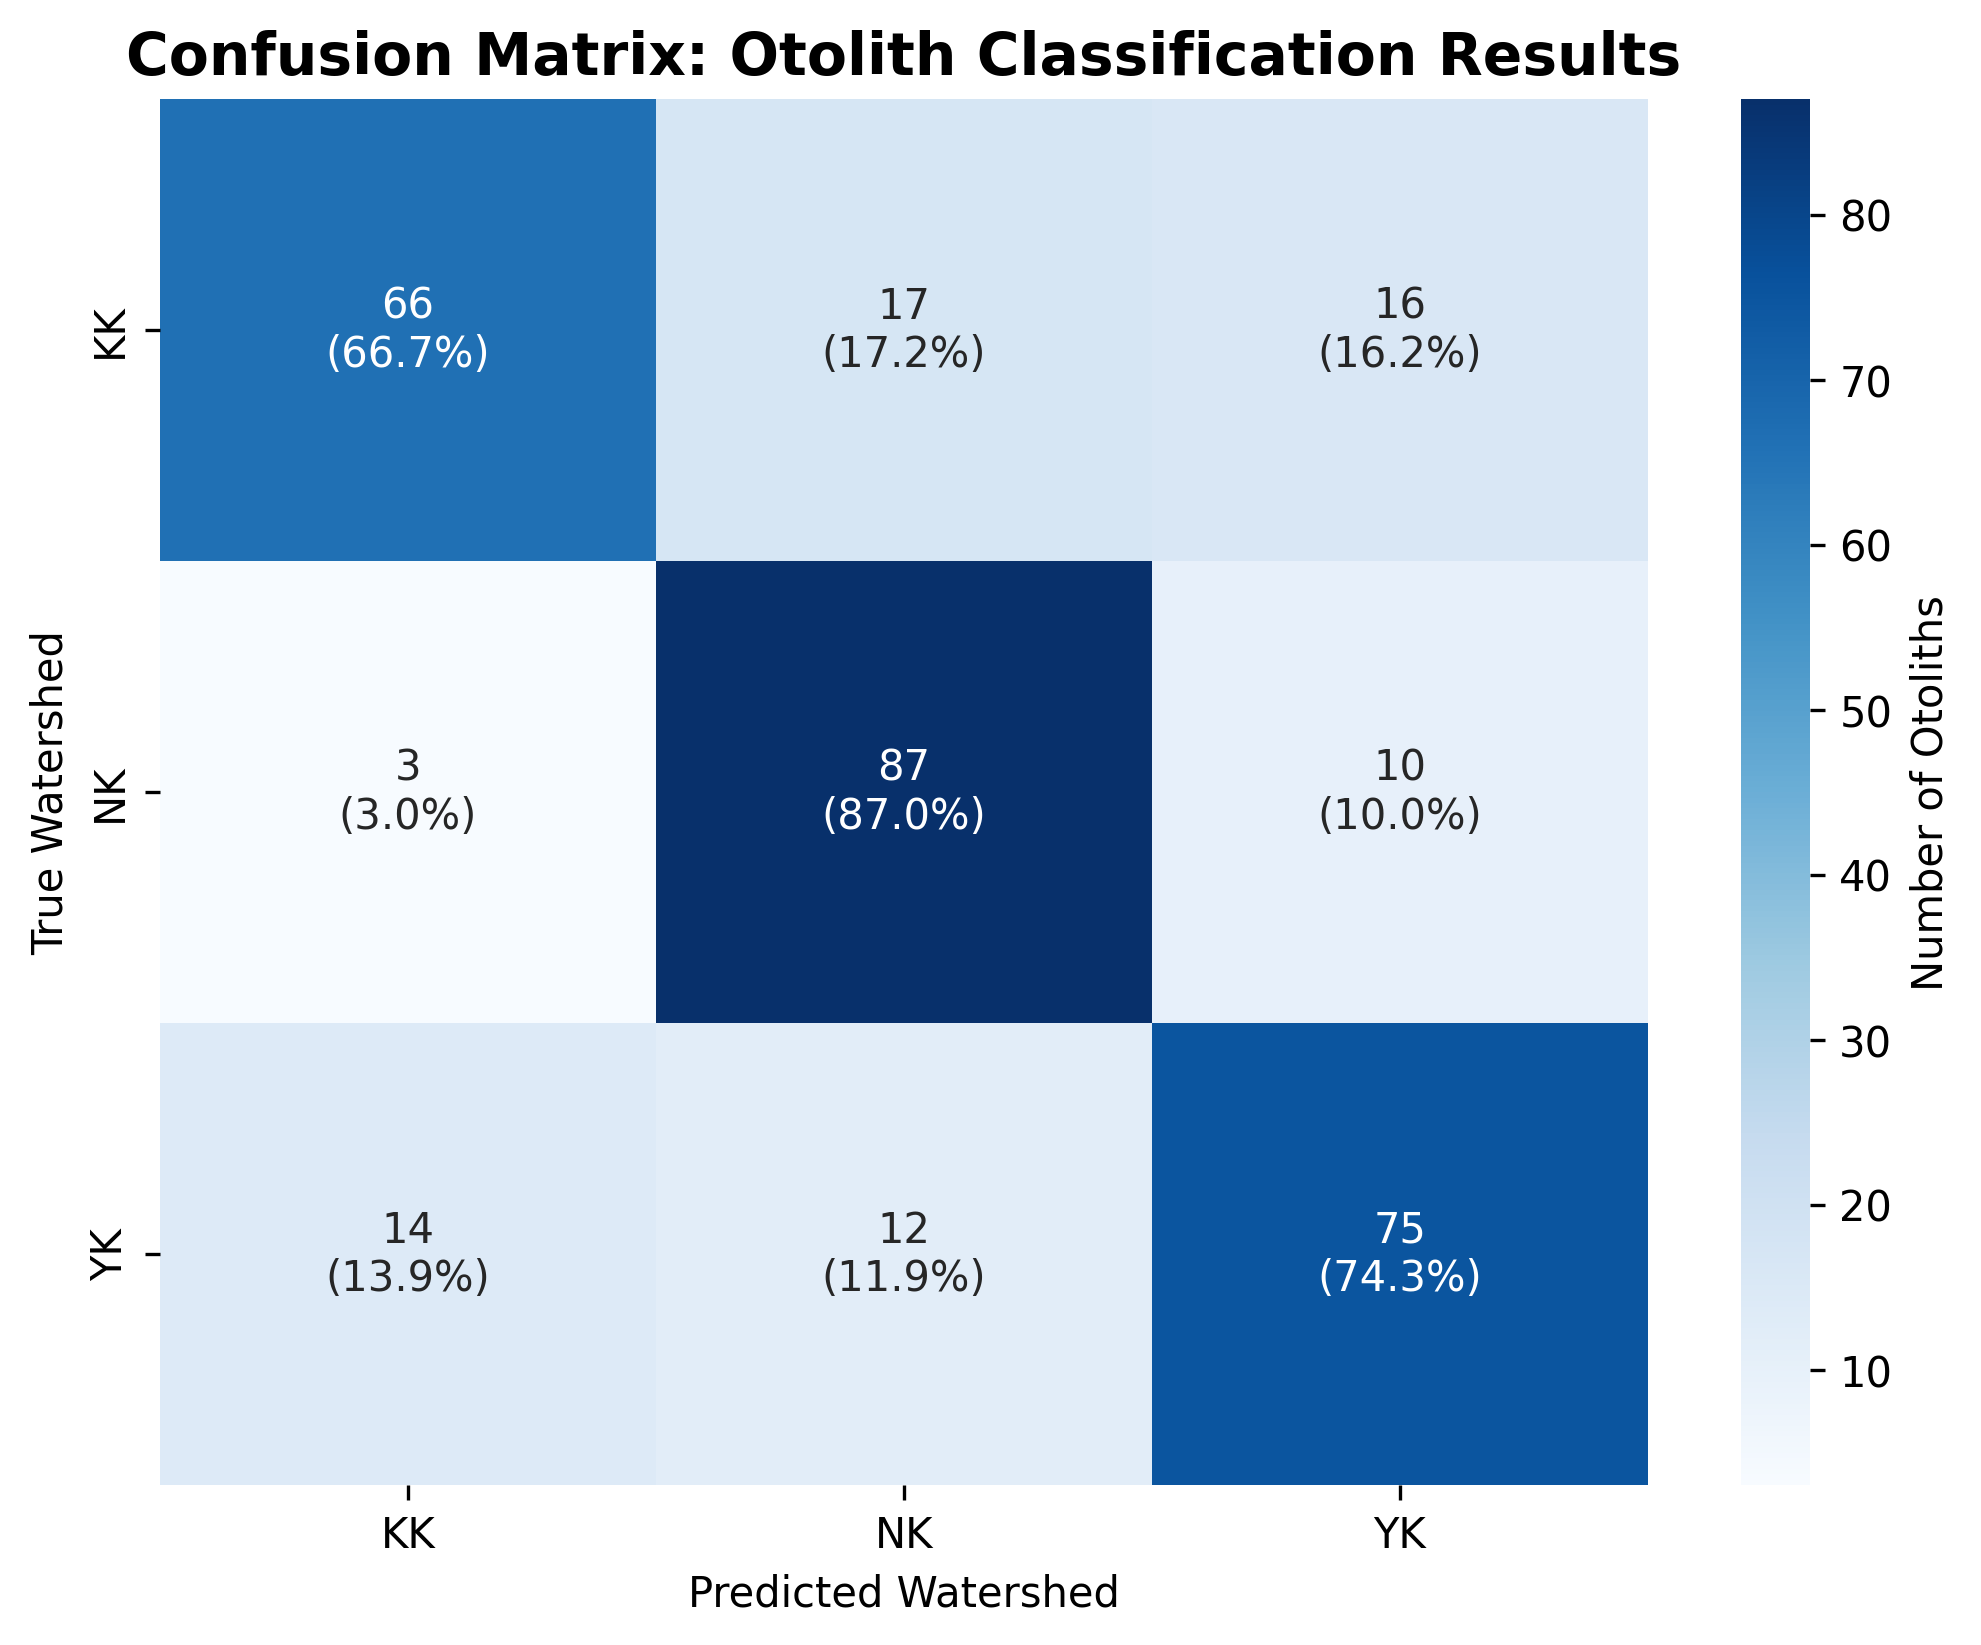 Confusion Matrix: Otolith Classification Results
True Watershed
KK
66
(66.7%)
17
(17.2%)
16
(16.2%)
NK
3
(3.0%)
87
(87.0%)
10
(10.0%)
YK
14
(13.9%)
12
(11.9%)
75
(74.3%)
KK
NK
YK
Predicted Watershed
80
70
60
50
40
30
20
10
Number of Otoliths